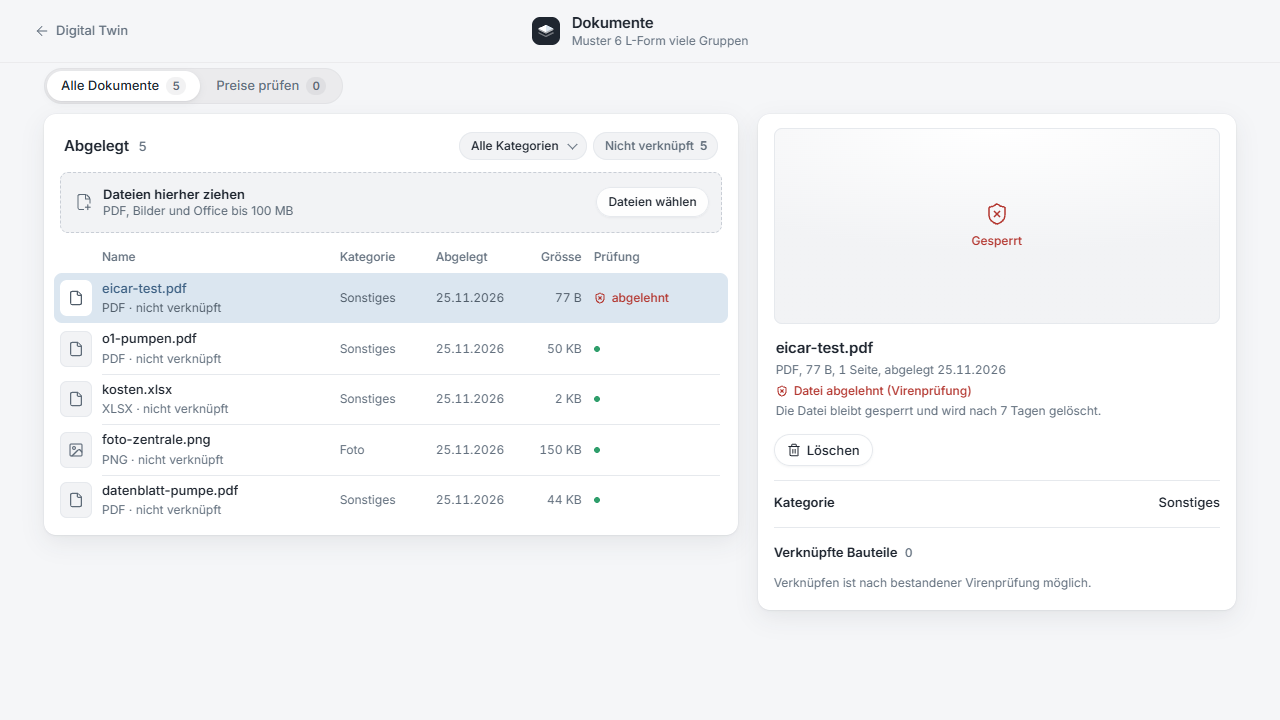 Digital Twin
Dokumente
Muster 6 L-Form viele Gruppen
Alle Dokumente 5
Preise prüfen 0
Abgelegt 5
Alle Kategorien
Nicht verknüpft 5
Dateien hierher ziehen
PDF, Bilder und Office bis 100 MB
Dateien wählen
Name Kategorie Abgelegt Grösse Prüfung
eicar-test.pdf
PDF · nicht verknüpft
Sonstiges 25.11.2026 77 B abgelehnt
o1-pumpen.pdf
PDF · nicht verknüpft
Sonstiges 25.11.2026 50 KB
kosten.xlsx
XLSX · nicht verknüpft
Sonstiges 25.11.2026 2 KB
foto-zentrale.png
PNG · nicht verknüpft
Foto 25.11.2026 150 KB
datenblatt-pumpe.pdf
PDF · nicht verknüpft
Sonstiges 25.11.2026 44 KB
Gesperrt
eicar-test.pdf
PDF, 77 B, 1 Seite, abgelegt 25.11.2026
Datei abgelehnt (Virenprüfung)
Die Datei bleibt gesperrt und wird nach 7 Tagen gelöscht.
Löschen
Kategorie Sonstiges
Verknüpfte Bauteile 0
Verknüpfen ist nach bestandener Virenprüfung möglich.